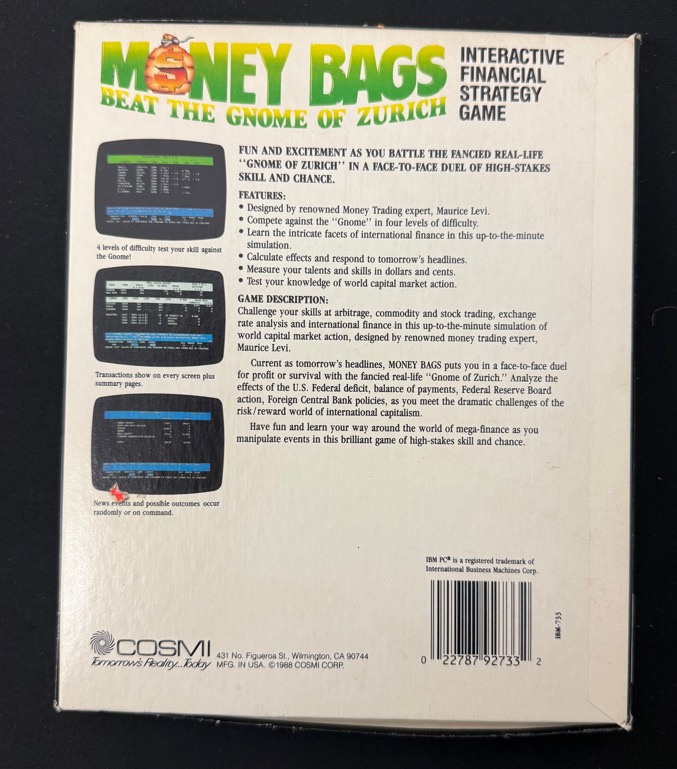 MONEY BAGS
BEAT THE GNOME OF ZURICH
INTERACTIVE
FINANCIAL
STRATEGY
GAME
FUN AND EXCITEMENT AS YOU BATTLE THE FANCIED REAL-LIFE
"GNOME OF ZURICH" IN A FACE-TO-FACE DUEL OF HIGH-STAKES
SKILL AND CHANCE.
FEATURES:
• Designed by renowned Money Trading expert, Maurice Levi.
• Compete against the "Gnome" in four levels of difficulty.
• Learn the intricate facets of international finance in this up-to-the-minute
simulation.
• Calculate effects and respond to tomorrow's headlines.
• Measure your talents and skills in dollars and cents.
• Test your knowledge of world capital market action.
GAME DESCRIPTION:
Challenge your skills at arbitrage, commodity and stock trading, exchange
rate analysis and international finance in this up-to-the-minute simulation of
world capital market action, designed by renowned money trading expert,
Maurice Levi.
Current as tomorrow's headlines, MONEY BAGS puts you in a face-to-face duel
for profit or survival with the fancied real-life "Gnome of Zurich." Analyze the
effects of the U.S. Federal deficit, balance of payments, Federal Reserve Board
action, Foreign Central Bank policies, as you meet the dramatic challenges of the
risk/reward world of international capitalism.
Have fun and learn your way around the world of mega-finance as you
manipulate events in this brilliant game of high-stakes skill and chance.
4 levels of difficulty test your skill against
the Gnome!
Transactions show on every screen plus
summary pages.
News events and possible outcomes occur
randomly or on command.
IBM PC® is a registered trademark of
International Business Machines Corp.
IBM-733
0 22787 92733 2
COSMI
Tomorrow's Reality...Today
431 No. Figueroa St., Wilmington, CA 90744
MFG. IN USA. ©1988 COSMI CORP.